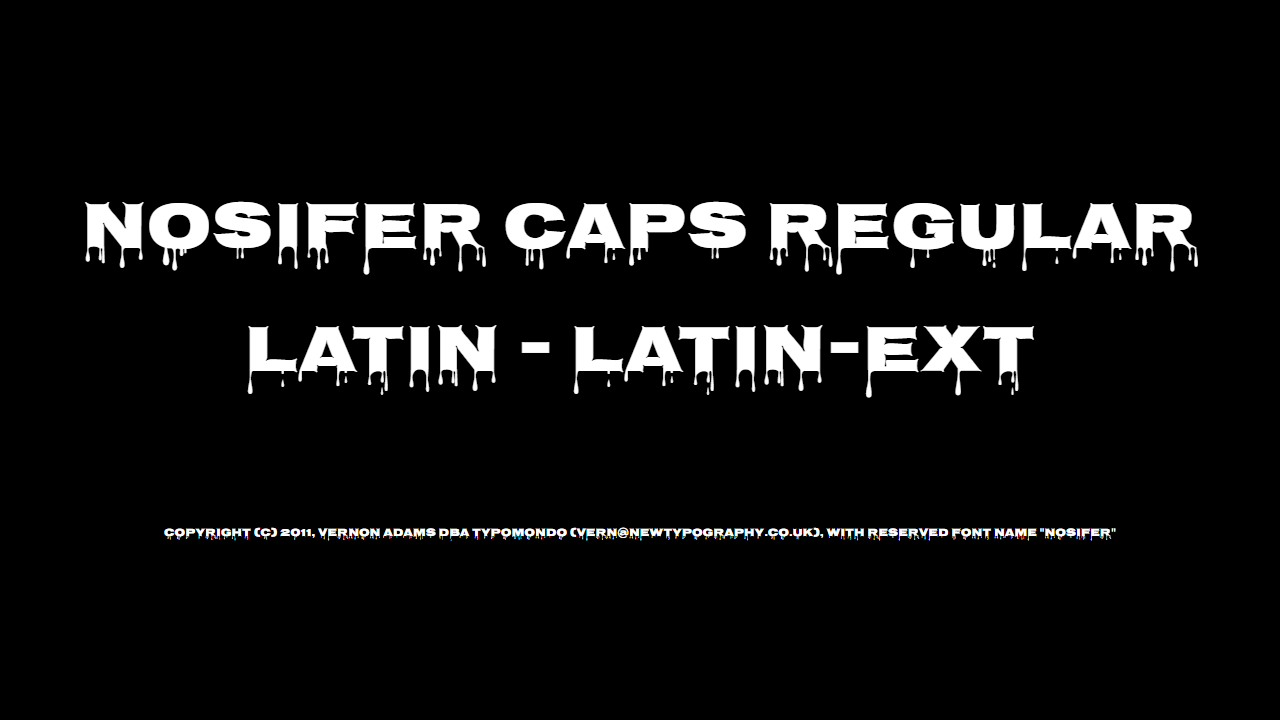 NOSIFER CAPS REGULAR
LATIN - LATIN-EXT
COPYRIGHT (C) 2011, VERNON ADAMS DBA TYPOMONDO (VERN@NEWTYPOGRAPHY.CO.UK), WITH RESERVED FONT NAME "NOSIFER"